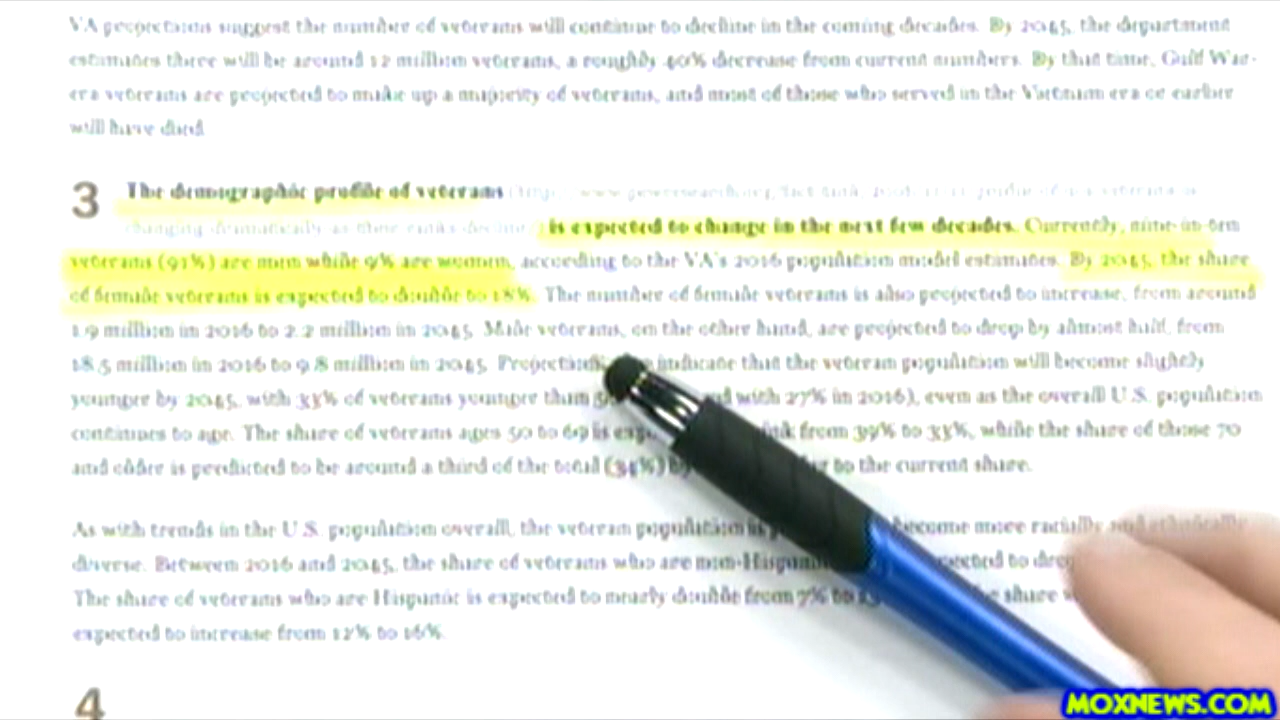 VA projections suggest the number of veterans will continue to decline in the coming decades. By 2045, the department
estimates there will be around 12 million veterans, a roughly 40% decrease from current numbers. By that time, Gulf War-
era veterans are projected to make up a majority of veterans, and most of those who served in the Vietnam era or earlier
will have died.
3 The demographic profile of veterans
changing dramatically as their ranks decline is expected to change in the next few decades. Currently, nine-in-ten
veterans (91%) are men while 9% are women, according to the VA's 2016 population model estimates. By 2045, the share
of female veterans is expected to double to 18%. The number of female veterans is also projected to increase, from around
1.9 million in 2016 to 2.2 million in 2045. Male veterans, on the other hand, are projected to drop by almost half, from
18.5 million in 2016 to 9.8 million in 2045. indicate that the veteran population will become slightly
younger by 2045, with 33% of veterans younger than with 27% in 2016), even as the overall U.S. population
continues to age. The share of veterans ages 50 to 69 is from 39% to 33%, while the share of those 70
and older is predicted to be around a third of the total (34%) to the current share.
As with trends in the U.S. population overall, the veteran population is become more racially and ethnically
diverse. Between 2016 and 2045, the share of veterans who are non-Hispanic to
The share of veterans who are Hispanic is expected to nearly double from 7% to share
expected to increase from 12% to 16%.
4
MOXNEWS.COM